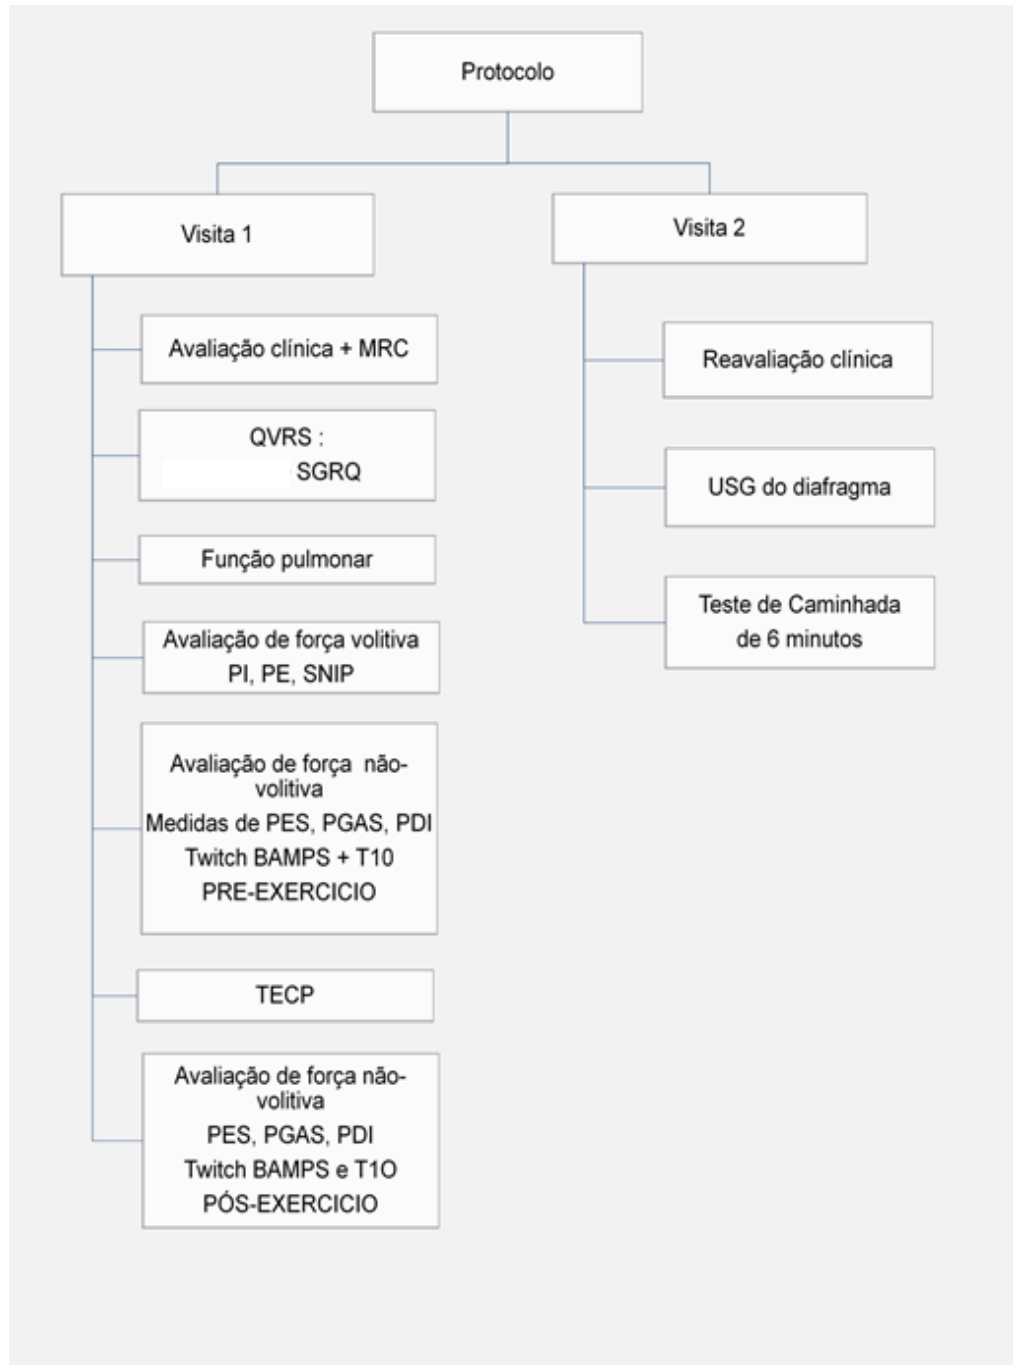 Protocolo
Visita 1
Avaliação clínica + MRC
QVRS :
SGRQ
Função pulmonar
Avaliação de força volitiva
PI, PE, SNIP
Avaliação de força não-
volitiva
Medidas de PES, PGAS, PDI
Twitch BAMPS + T10
PRE-EXERCICIO
TECP
Avaliação de força não-
volitiva
PES, PGAS, PDI
Twitch BAMPS e T1O
PÓS-EXERCICIO
Visita 2
Reavaliação clínica
USG do diafragma
Teste de Caminhada
de 6 minutos